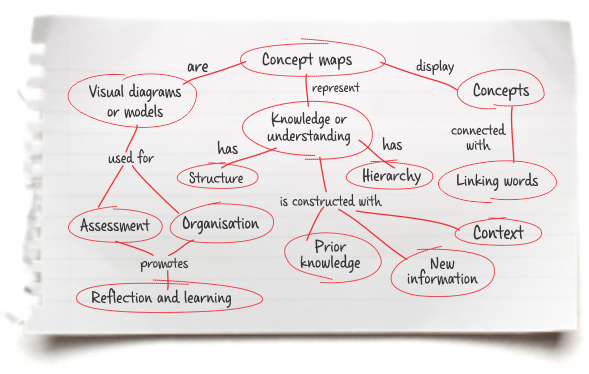 Concept maps
are
display
Visual diagrams
or models
represent
Concepts
Knowledge or
understanding
connected
with
used for
has
has
Structure
Hierarchy
Linking words
is constructed with
Assessment
Organisation
Context
Prior
knowledge
New
information
promotes
Reflection and learning